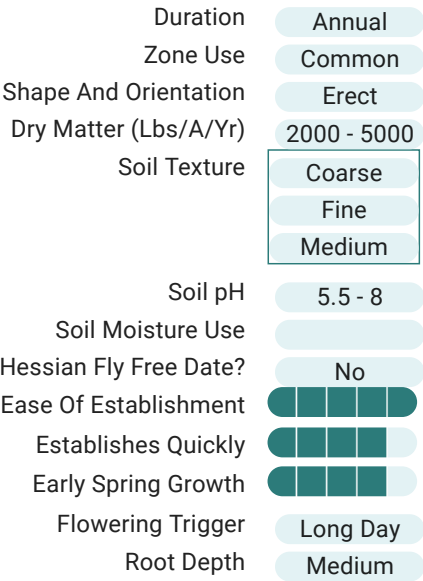 Duration Annual
Zone Use Common
Shape And Orientation Erect
Dry Matter (Lbs/A/Yr) 2000 - 5000
Soil Texture Coarse
Fine
Medium
Soil pH 5.5 - 8
Soil Moisture Use
Hessian Fly Free Date? No
Ease Of Establishment
Establishes Quickly
Early Spring Growth
Flowering Trigger Long Day
Root Depth Medium